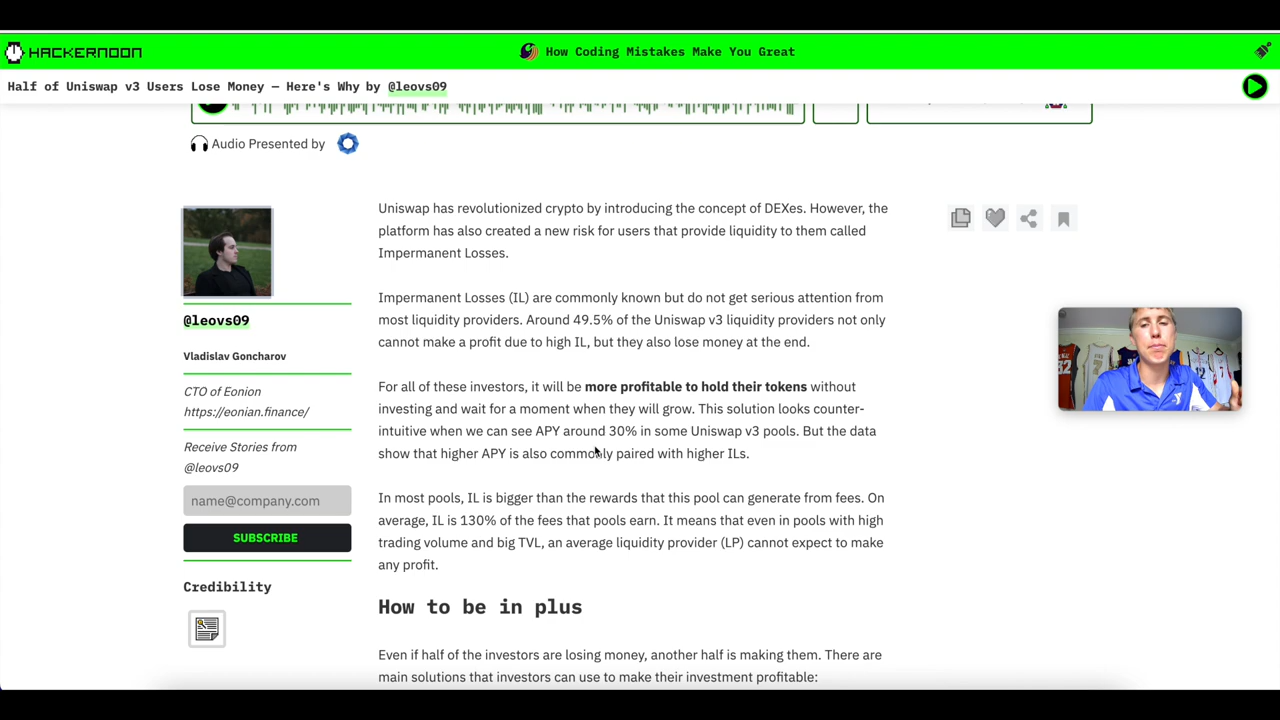 HACKERNOON
How Coding Mistakes Make You Great
Half of Uniswap v3 Users Lose Money – Here's Why by @leovs09
Audio Presented by
@leovs09
Vladislav Goncharov
CTO of Eonion
https://eonian.finance/
Receive Stories from
@leovs09
name@company.com
SUBSCRIBE
Credibility
Uniswap has revolutionized crypto by introducing the concept of DEXes. However, the
platform has also created a new risk for users that provide liquidity to them called
Impermanent Losses.
Impermanent Losses (IL) are commonly known but do not get serious attention from
most liquidity providers. Around 49.5% of the Uniswap v3 liquidity providers not only
cannot make a profit due to high IL, but they also lose money at the end.
For all of these investors, it will be more profitable to hold their tokens without
investing and wait for a moment when they will grow. This solution looks counter-
intuitive when we can see APY around 30% in some Uniswap v3 pools. But the data
show that higher APY is also commonly paired with higher ILs.
In most pools, IL is bigger than the rewards that this pool can generate from fees. On
average, IL is 130% of the fees that pools earn. It means that even in pools with high
trading volume and big TVL, an average liquidity provider (LP) cannot expect to make
any profit.
How to be in plus
Even if half of the investors are losing money, another half is making them. There are
main solutions that investors can use to make their investment profitable: